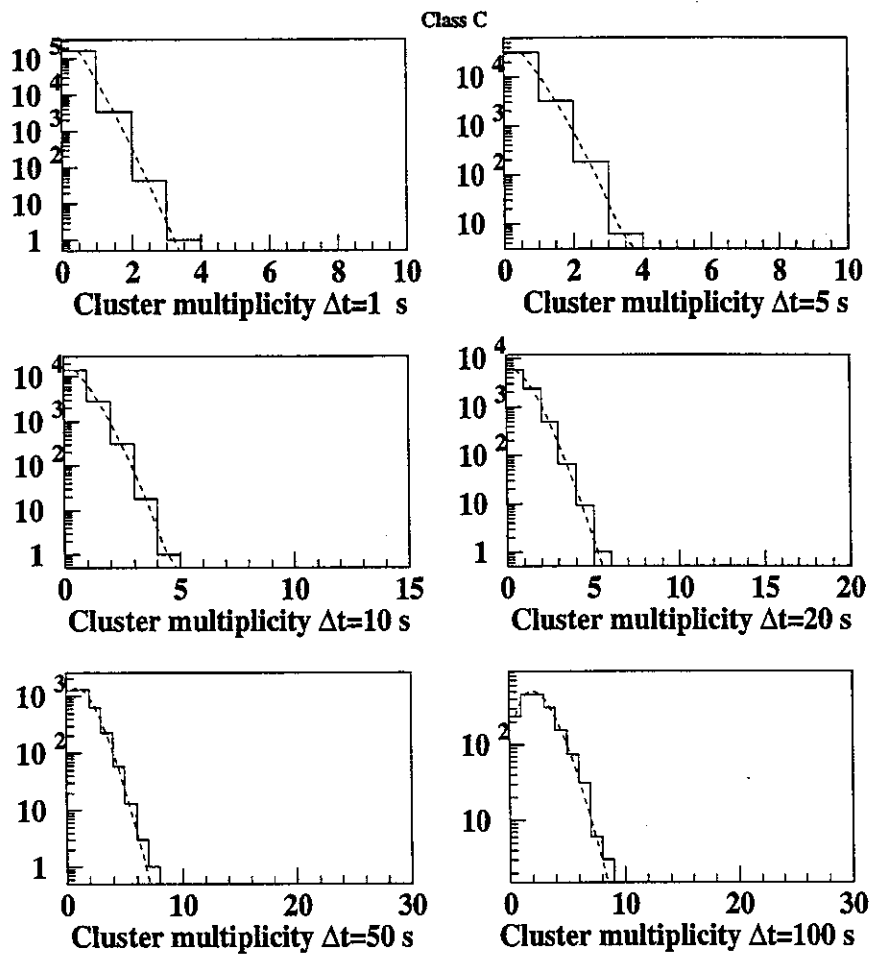 Class C
10^5
10^4
10^3
10^2
10
1
0 2 4 6 8 10
Cluster multiplicity Δt=1 s
10^4
10^3
10^2
10
0 2 4 6 8 10
Cluster multiplicity Δt=5 s
10^4
10^3
10^2
10
1
0 5 10 15
Cluster multiplicity Δt=10 s
10^4
10^3
10^2
10
1
0 5 10 15 20
Cluster multiplicity Δt=20 s
10^3
10^2
10
1
0 10 20 30
Cluster multiplicity Δt=50 s
10^2
10
0 10 20 30
Cluster multiplicity Δt=100 s